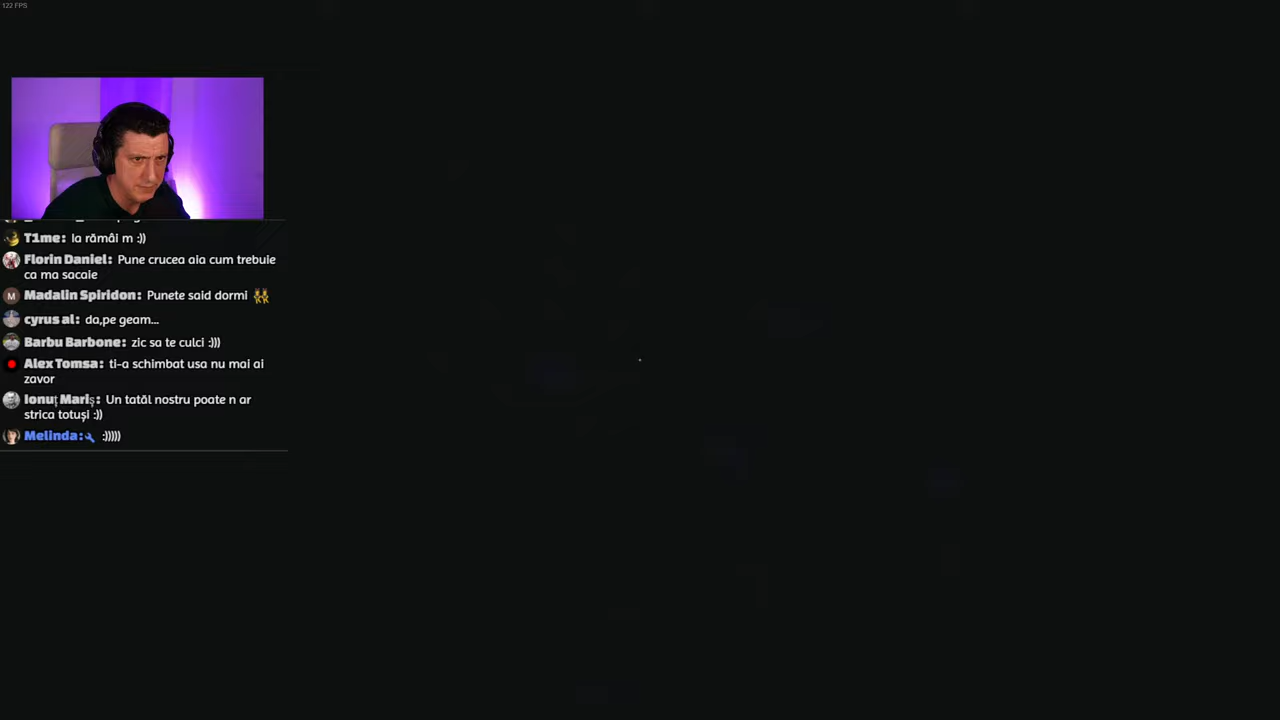 122 FPS
T1me: Ia rămâi m :))
Florin Daniel: Pune crucea aia cum trebuie
ca ma sacaie
M Madalin Spiridon: Punete said dormi 👯
cyrus al: da,pe geam...
Barbu Barbone: zic sa te culci :)))
Alex Tomsa: ti-a schimbat usa nu mai ai
zavor
Ionuț Mariș: Un tatăl nostru poate n ar
strica totuși :))
Melinda: :)))))